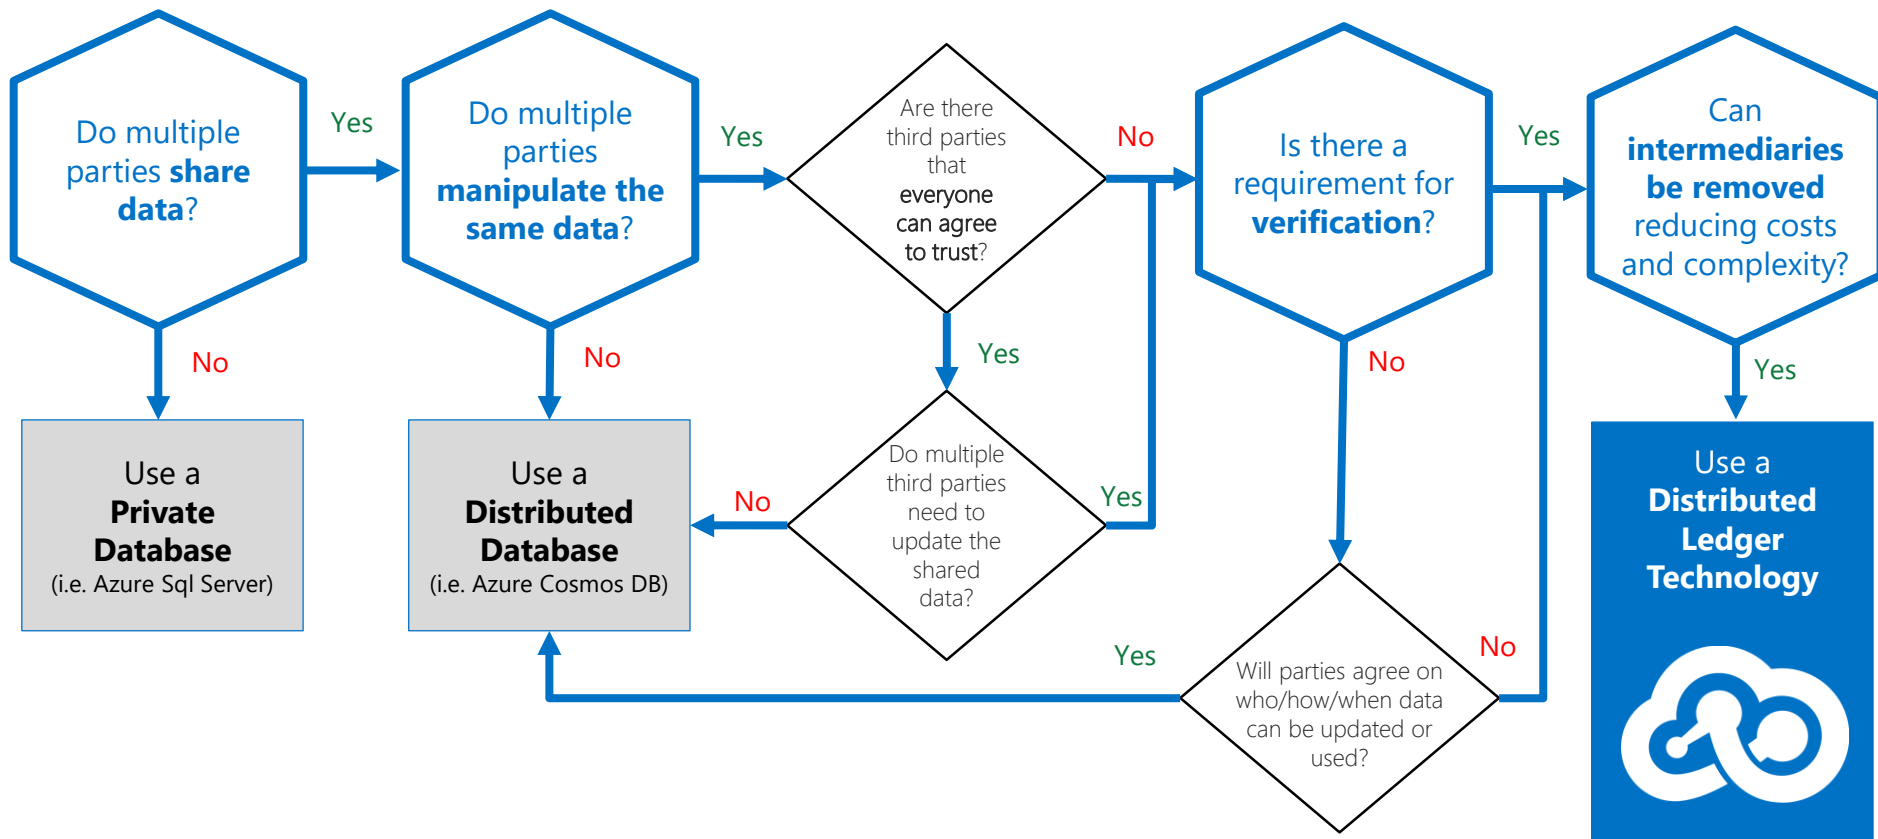 Do multiple
parties share
data?
Yes
No
Use a
Private
Database
(i.e. Azure Sql Server)
Do multiple
parties
manipulate the
same data?
Yes
No
Use a
Distributed
Database
(i.e. Azure Cosmos DB)
Are there
third parties
that
everyone
can agree
to trust?
No
Yes
Do multiple
third parties
need to
update the
shared
data?
No
Yes
Is there a
requirement for
verification?
Yes
No
Will parties agree on
who/how/when data
can be updated or
used?
Yes
No
Can
intermediaries
be removed
reducing costs
and complexity?
Yes
Use a
Distributed
Ledger
Technology